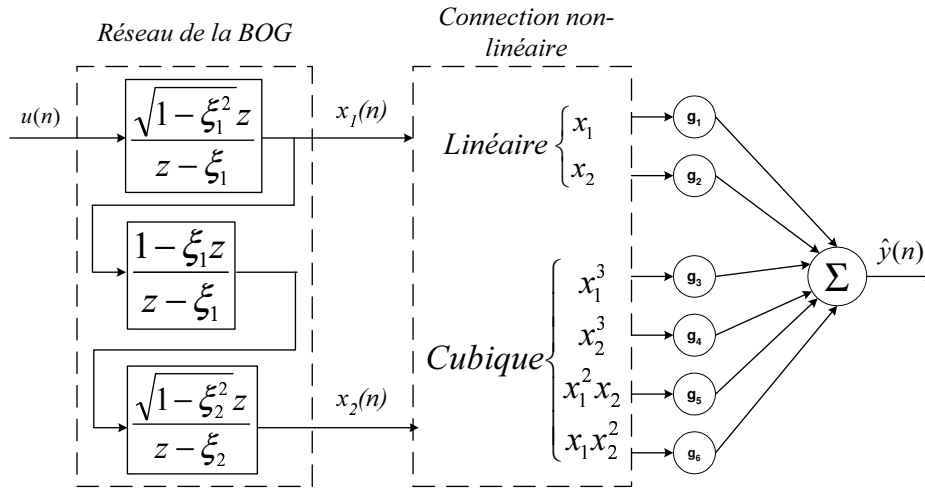 Réseau de la BOG
Connection non-
linéaire
u(n)
√(1 − ξ₁²) z
z − ξ₁
x₁(n)
1 − ξ₁z
z − ξ₁
√(1 − ξ₂²) z
z − ξ₂
x₂(n)
Linéaire { x₁
x₂
Cubique { x₁³
x₂³
x₁²x₂
x₁x₂²
g₁
g₂
g₃
g₄
g₅
g₆
Σ
ŷ(n)